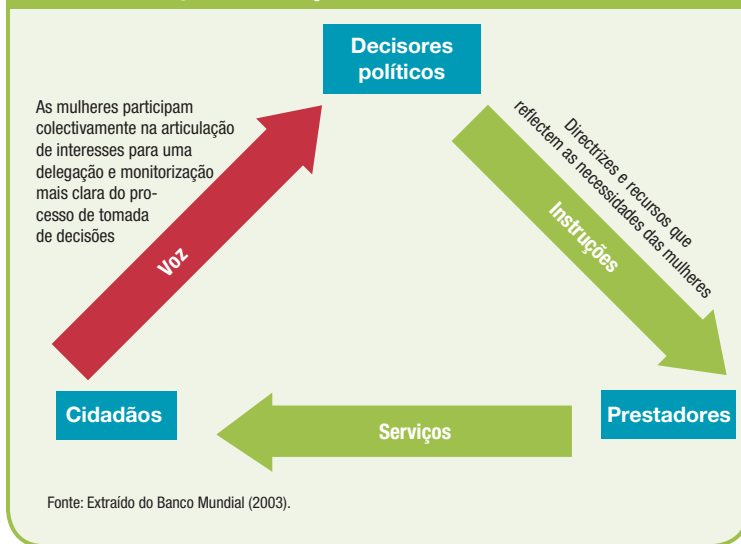 Decisores
políticos
As mulheres participam
colectivamente na articulação
de interesses para uma
delegação e monitorização
mais clara do pro-
cesso de tomada
de decisões
Voz
Directrizes e recursos que
reflectem as necessidades das mulheres
Instruções
Cidadãos
Serviços
Prestadores
Fonte: Extraído do Banco Mundial (2003).